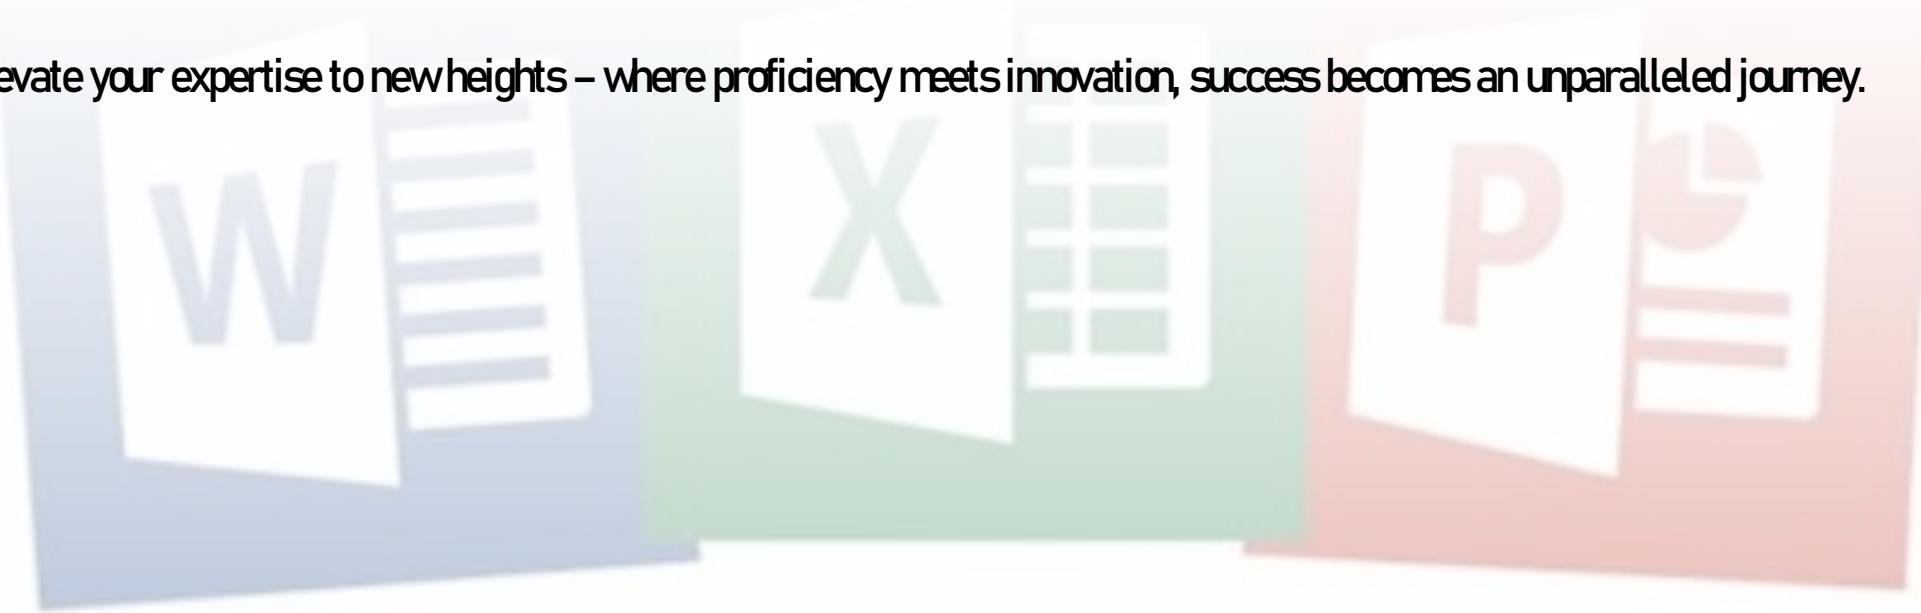 evate your expertise to new heights – where proficiency meets innovation, success becomes an unparalleled journey.
W X P